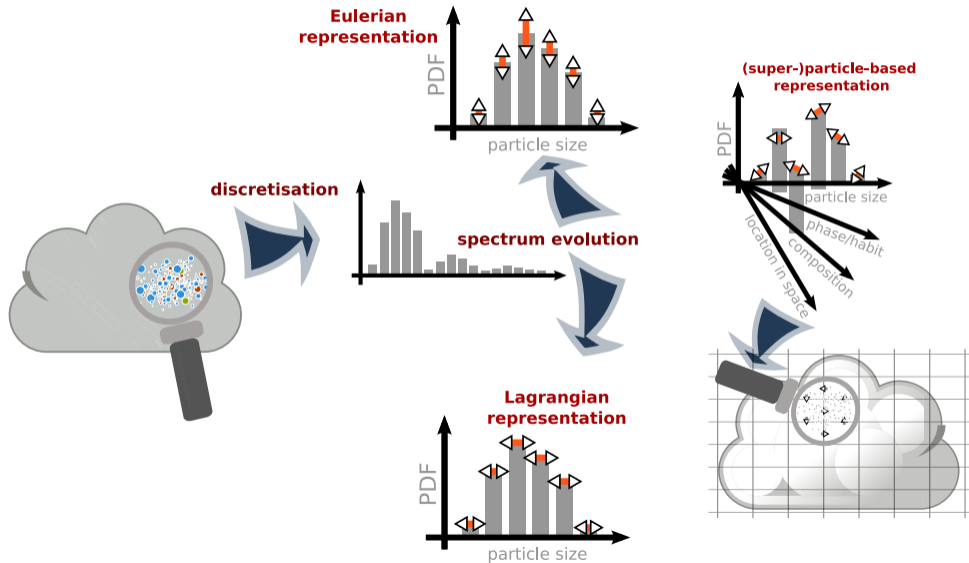 Eulerian
representation
PDF
particle size
discretisation
spectrum evolution
Lagrangian
representation
PDF
particle size
(super-)particle-based
representation
PDF
particle size
phase/habit
composition
location in space